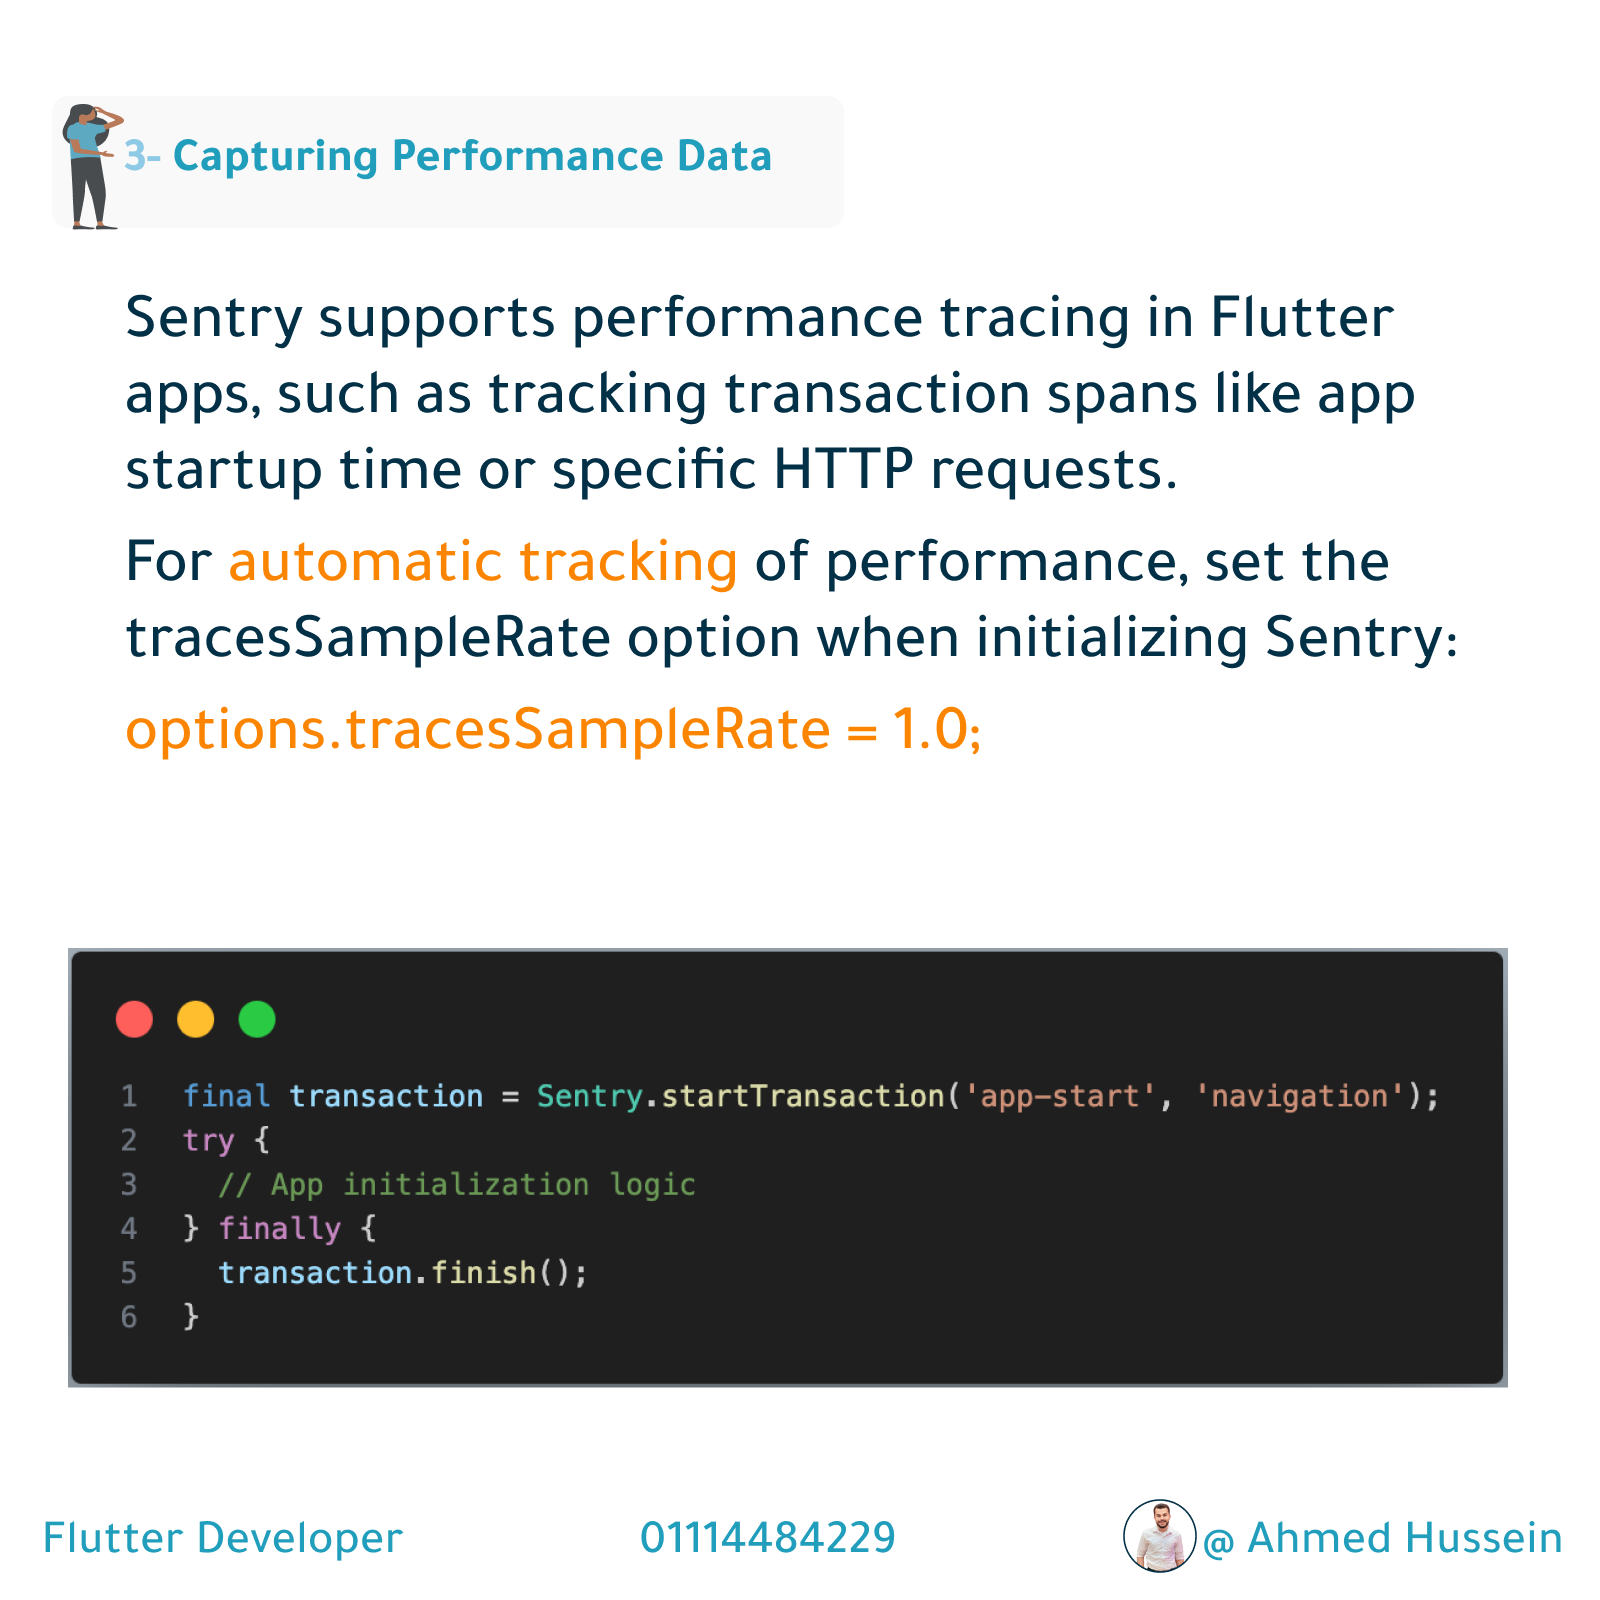 3- Capturing Performance Data
Sentry supports performance tracing in Flutter
apps, such as tracking transaction spans like app
startup time or specific HTTP requests.
For automatic tracking of performance, set the
tracesSampleRate option when initializing Sentry:
options.tracesSampleRate = 1.0;
1 final transaction = Sentry.startTransaction('app-start', 'navigation');
2 try {
3   // App initialization logic
4 } finally {
5   transaction.finish();
6 }
Flutter Developer
01114484229
@ Ahmed Hussein